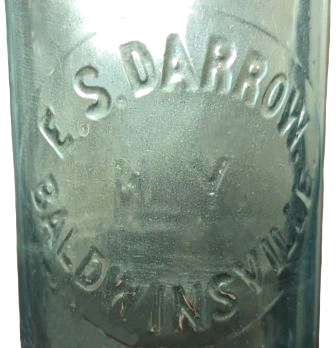 E. S. DARROW
N. Y.
BALDWINSVILLE